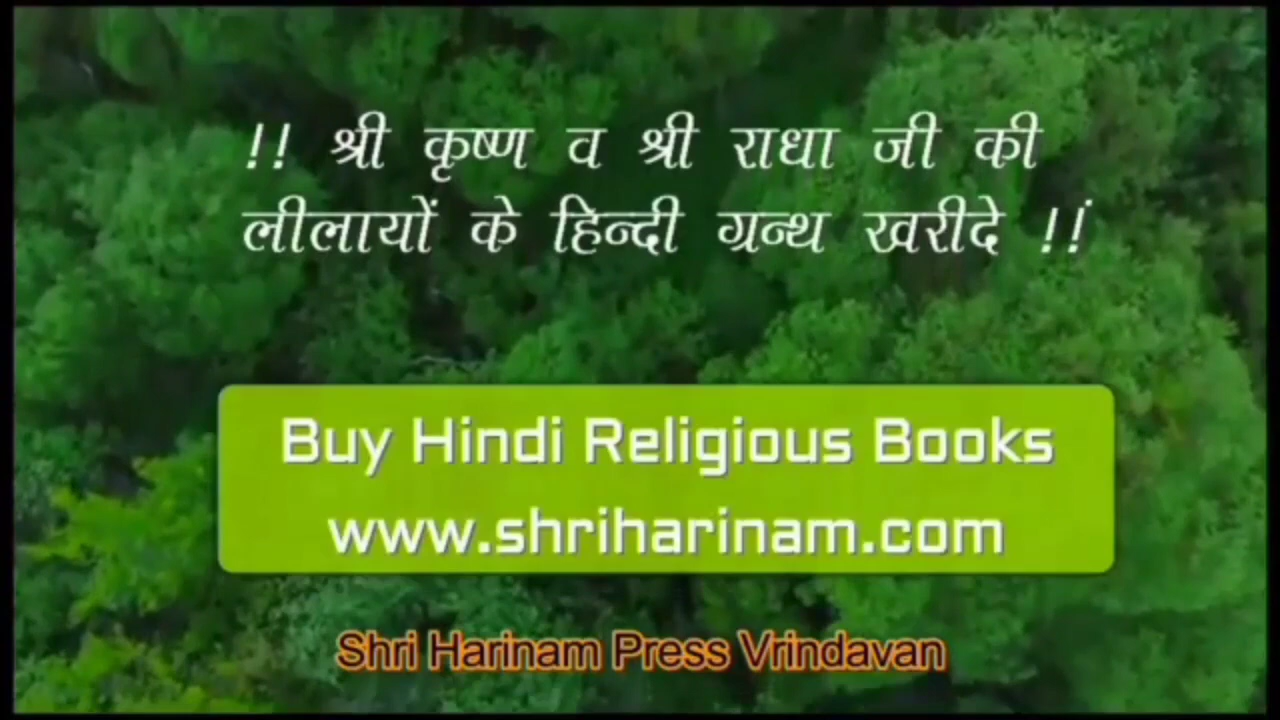 !! श्री कृष्ण व श्री राधा जी की
लीलायों के हिन्दी ग्रन्थ खरीदे !!ं
Buy Hindi Religious Books
www.shriharinam.com
Shri Harinam Press Vrindavan